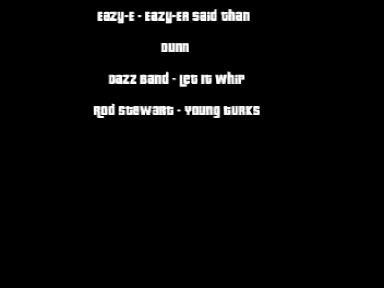 Eazy-E - Eazy-Er Said Than
Dunn
Dazz Band - Let It Whip
Rod Stewart - Young Turks